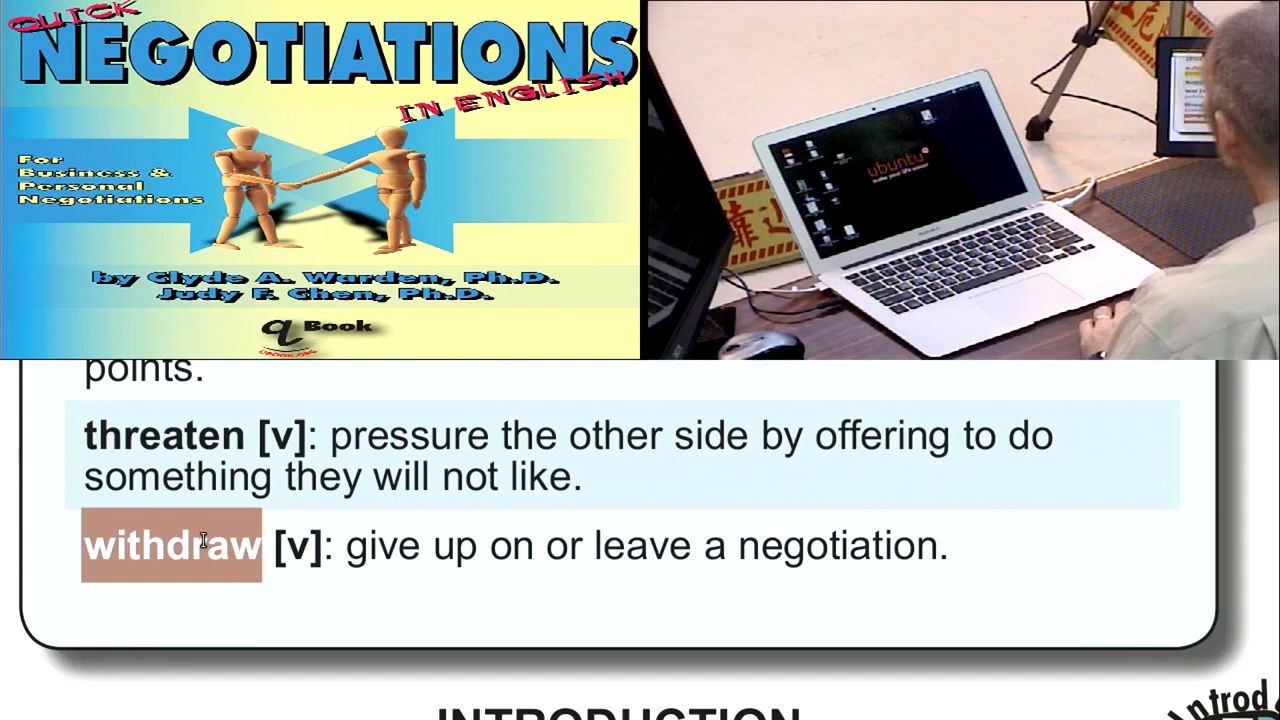 QUICK
NEGOTIATIONS
IN ENGLISH
For
Business &
Personal
Negotiations
by Clyde A. Warden, Ph.D.
Judy F. Chen, Ph.D.
q Book
ubuntu
points.
threaten [v]: pressure the other side by offering to do
something they will not like.
withdraw [v]: give up on or leave a negotiation.
INTRODUCTION
Introd